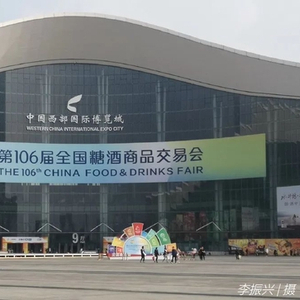 中国西部国际博览城
WESTERN CHINA INTERNATIONAL EXPO CITY
第106届全国糖酒商品交易会
THE 106th CHINA FOOD & DRINKS FAIR
9
李振兴 | 摄